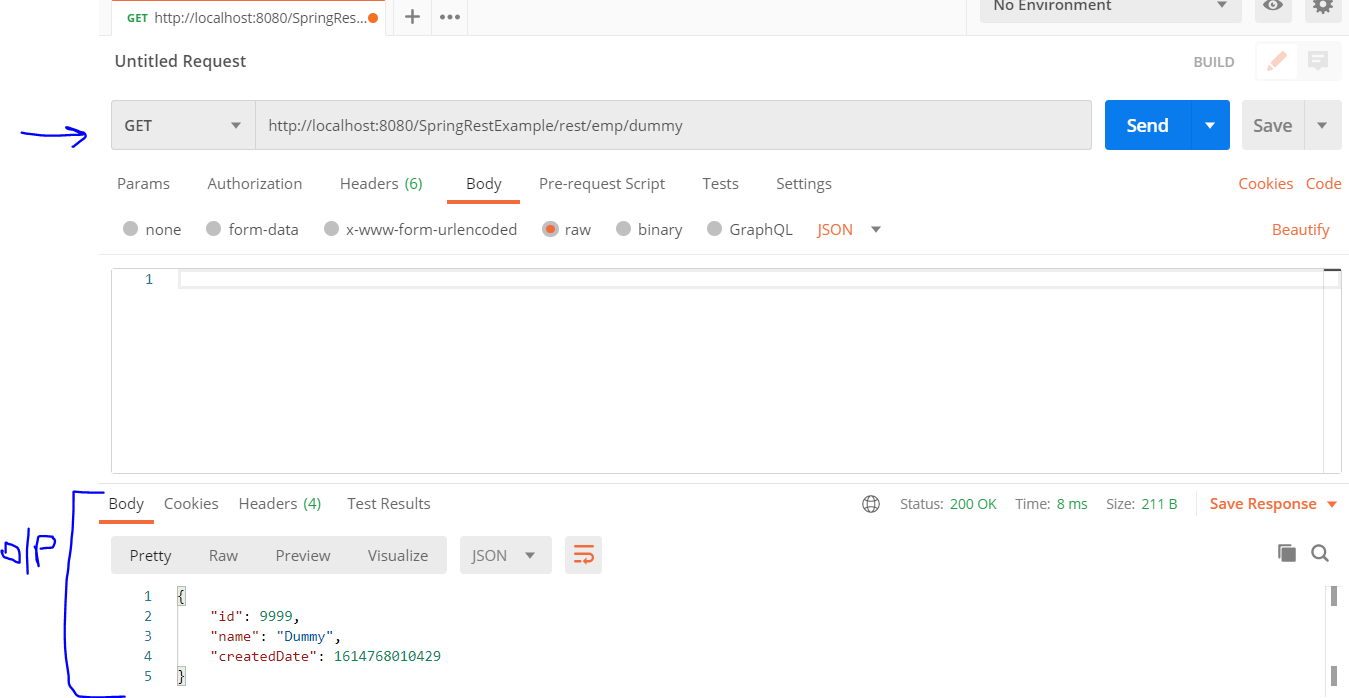 GET http://localhost:8080/SpringRes... + ••• No Environment
Untitled Request BUILD
GET http://localhost:8080/SpringRestExample/rest/emp/dummy Send Save
Params Authorization Headers (6) Body Pre-request Script Tests Settings Cookies Code
none form-data x-www-form-urlencoded raw binary GraphQL JSON Beautify
1
Body Cookies Headers (4) Test Results Status: 200 OK Time: 8 ms Size: 211 B Save Response
O/P
Pretty Raw Preview Visualize JSON
1 {
2 "id": 9999,
3 "name": "Dummy",
4 "createdDate": 1614768010429
5 }